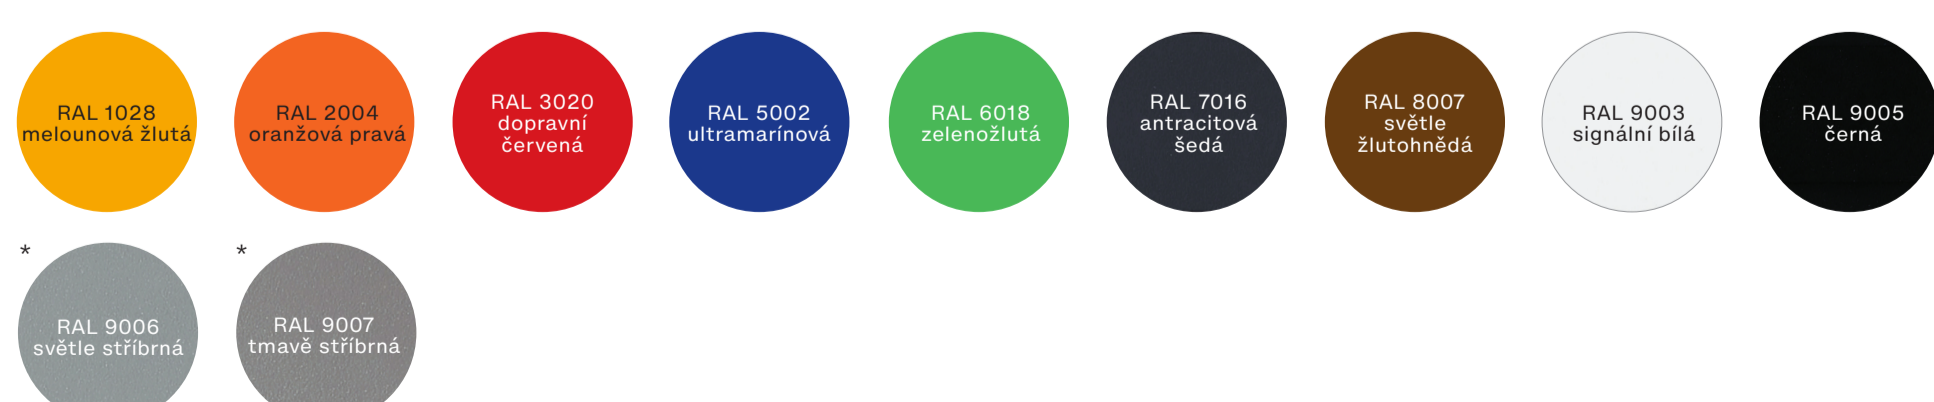 RAL 1028
melounová žlutá
RAL 2004
oranžová pravá
RAL 3020
dopravní
červená
RAL 5002
ultramarínová
RAL 6018
zelenožlutá
RAL 7016
antracitová
šedá
RAL 8007
světle
žlutohnědá
RAL 9003
signální bílá
RAL 9005
černá
*
RAL 9006
světle stříbrná
*
RAL 9007
tmavě stříbrná